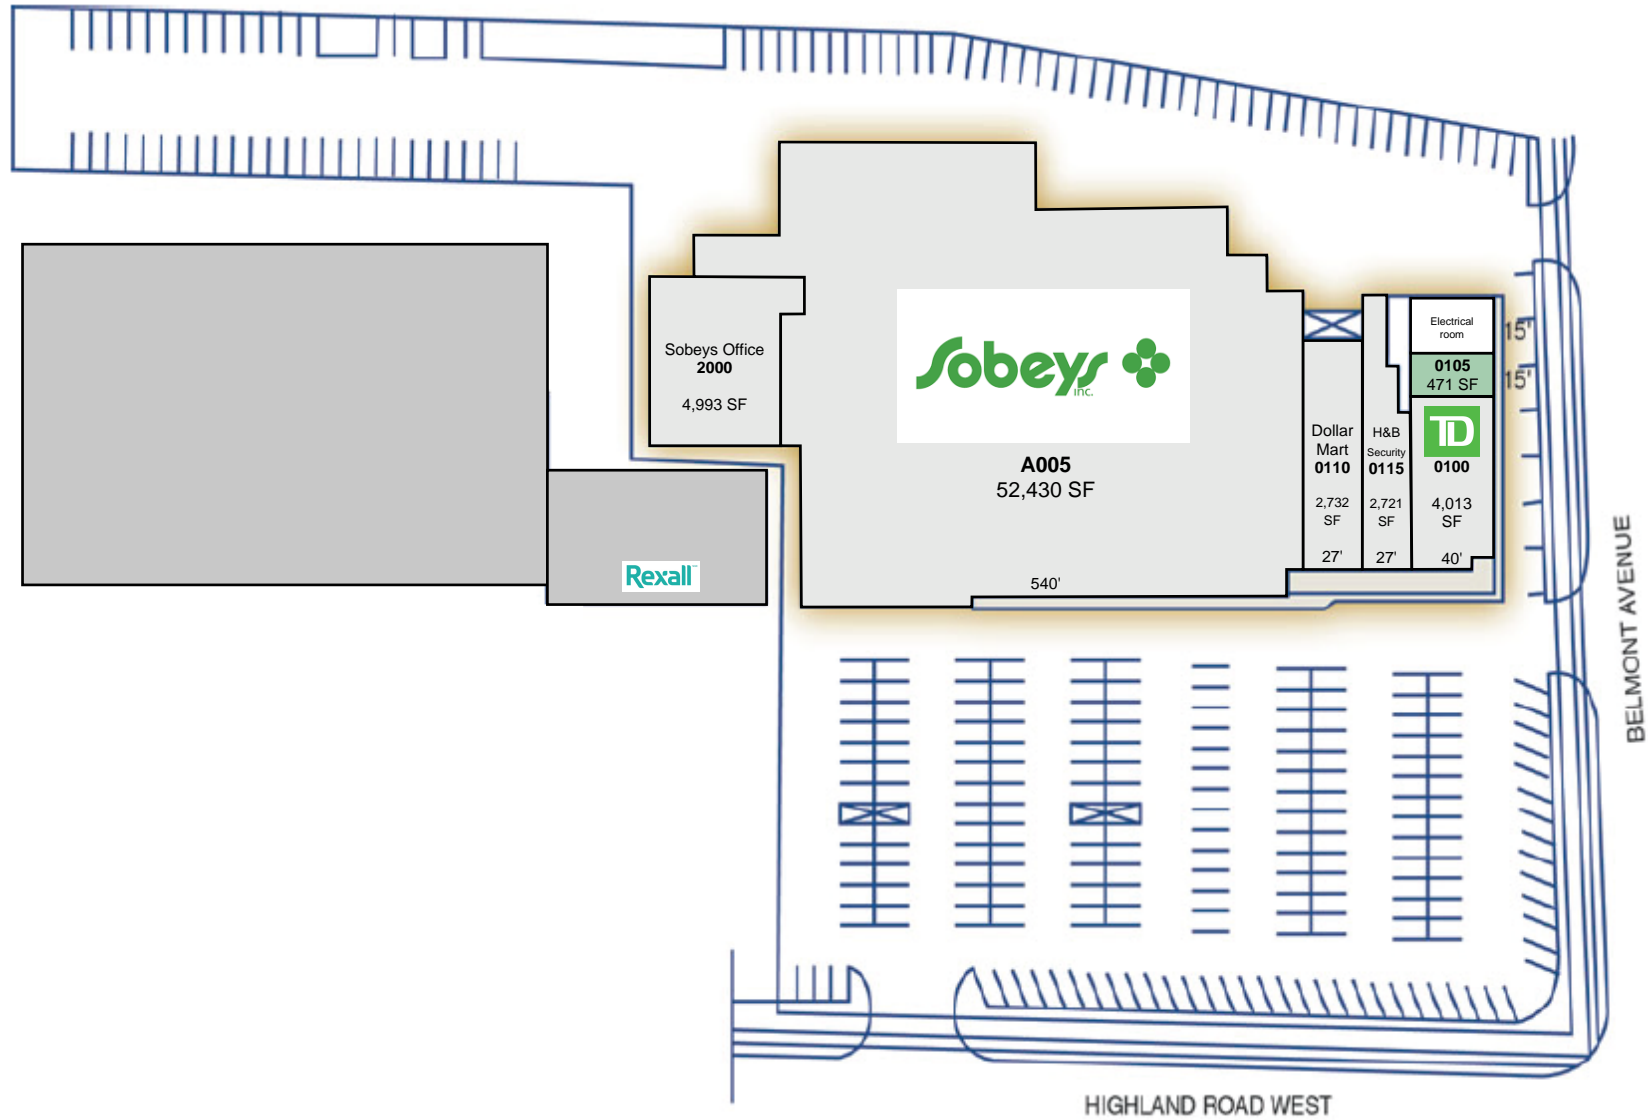 Sobeys Office
2000
4,993 SF
Sobeys
inc.
A005
52,430 SF
540'
Rexall
Dollar
Mart
0110
2,732
SF
27'
H&B
Security
0115
2,721
SF
27'
Electrical
room
0105
471 SF
TD
0100
4,013
SF
40'
15'
15'
BELMONT AVENUE
HIGHLAND ROAD WEST